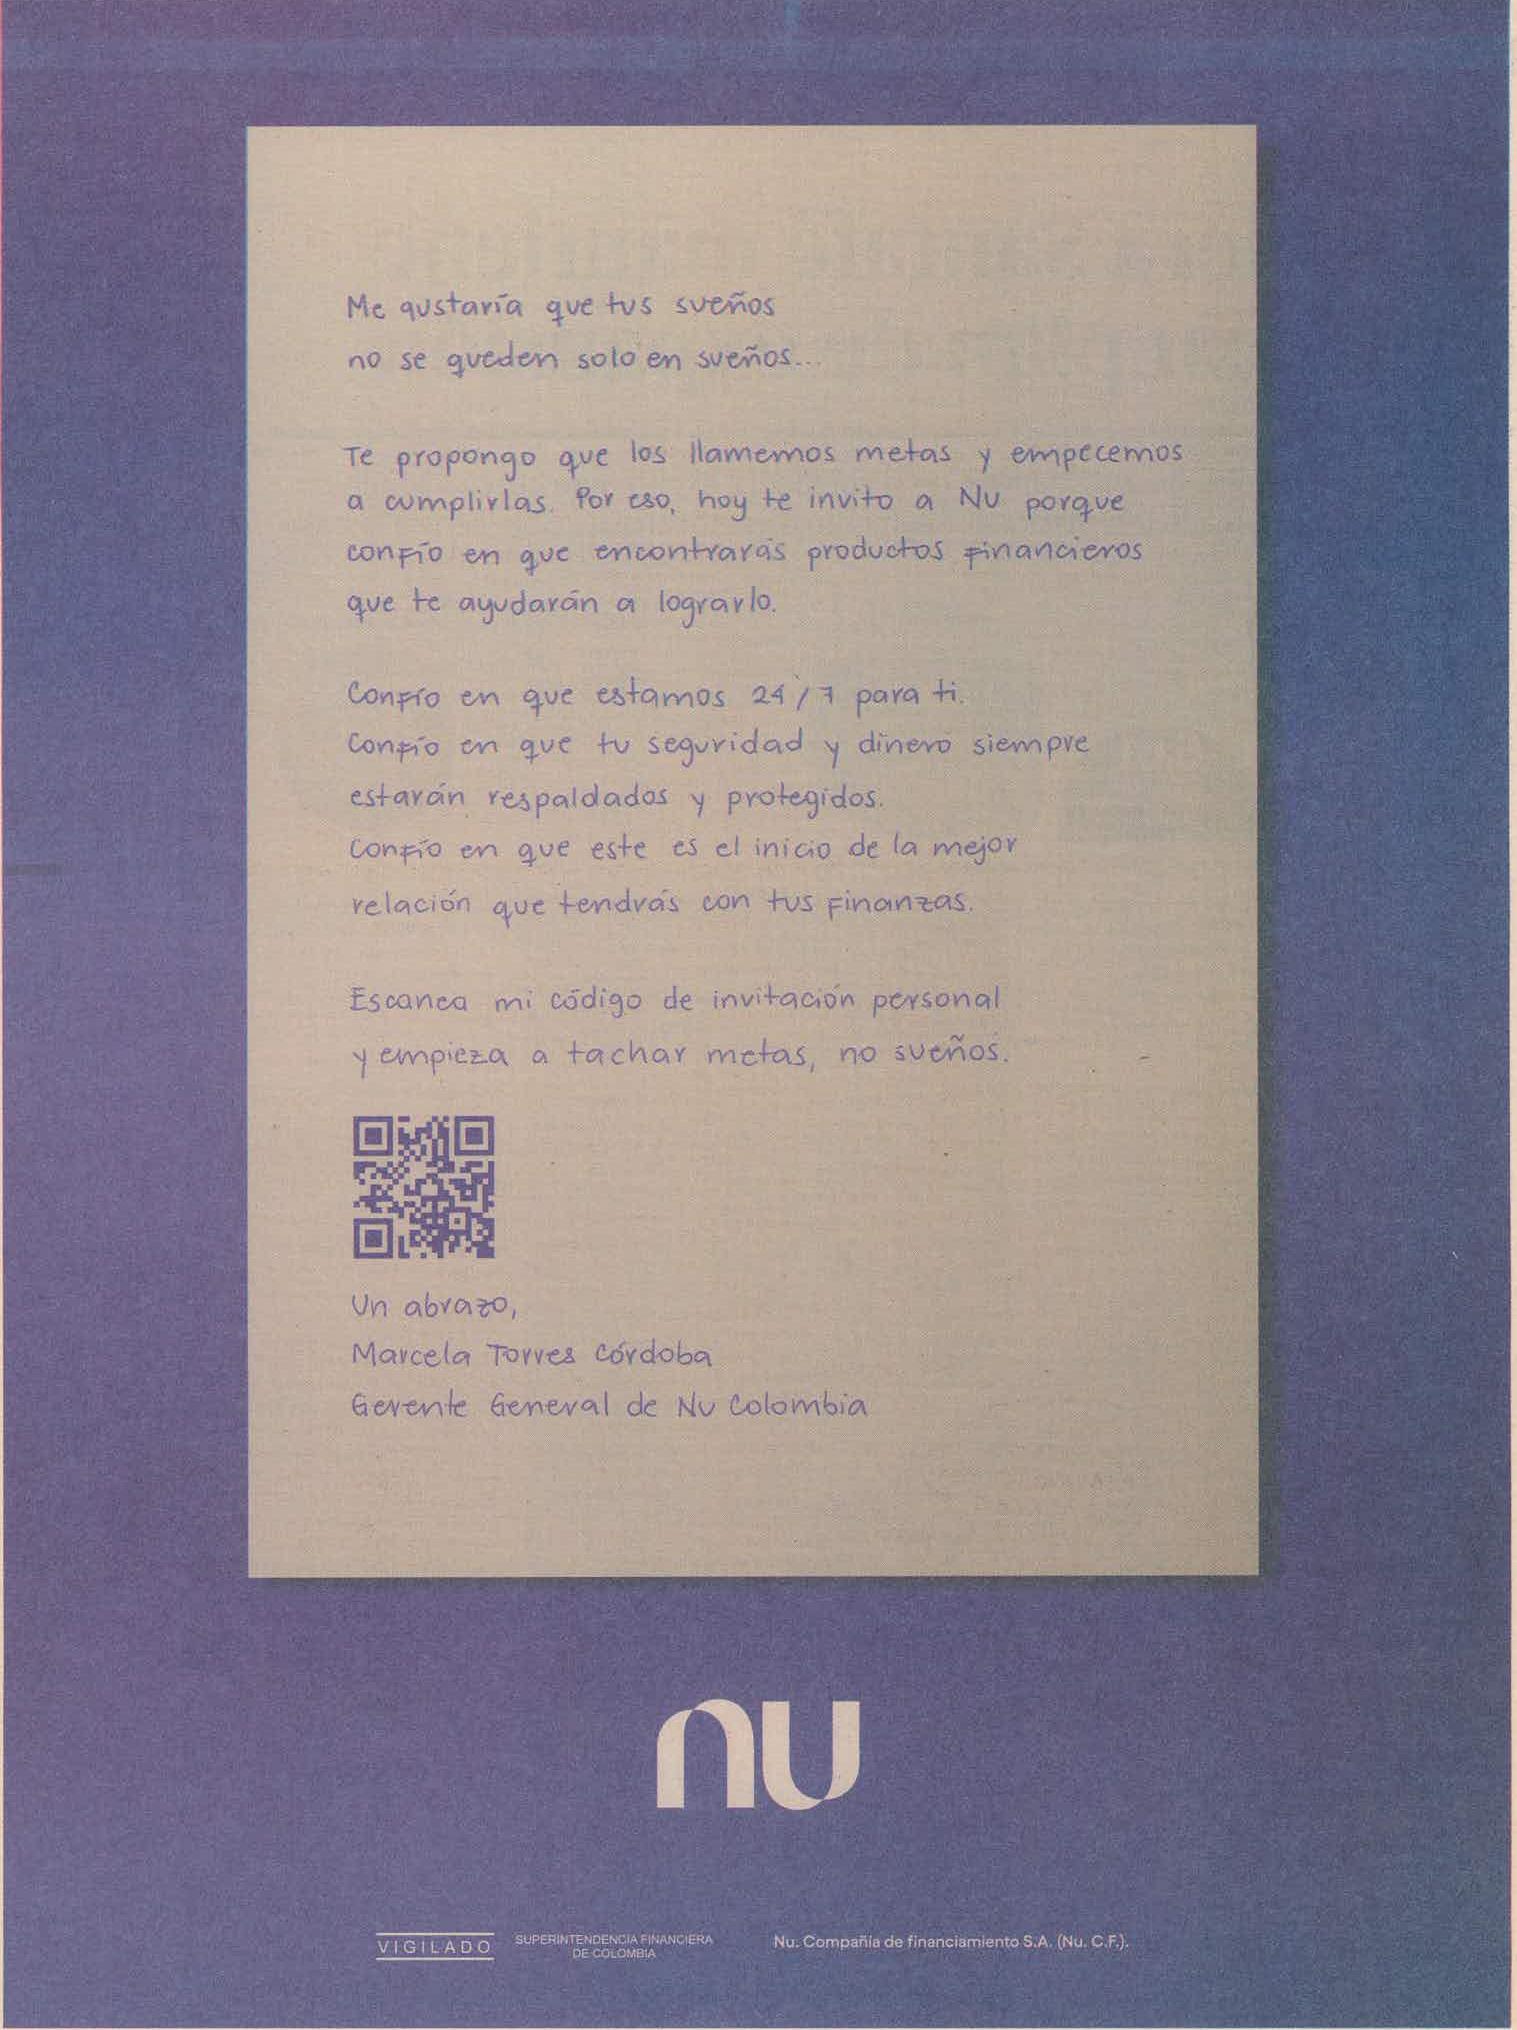 Me gustaría que tus sueños
no se queden solo en sueños...
Te propongo que los llamemos metas y empecemos
a cumplirlas. Por eso, hoy te invito a Nu porque
confío en que encontrarás productos financieros
que te ayudarán a lograrlo.
Confío en que estamos 24/7 para ti.
Confío en que tu seguridad y dinero siempre
estarán respaldados y protegidos.
Confío en que este es el inicio de la mejor
relación que tendrás con tus finanzas.
Escanea mi código de invitación personal
y empieza a tachar metas, no sueños.
Un abrazo,
Marcela Torres Córdoba
Gerente General de Nu Colombia
nu
VIGILADO
SUPERINTENDENCIA FINANCIERA
DE COLOMBIA
Nu. Compañía de financiamiento S.A. (Nu. C.F.).